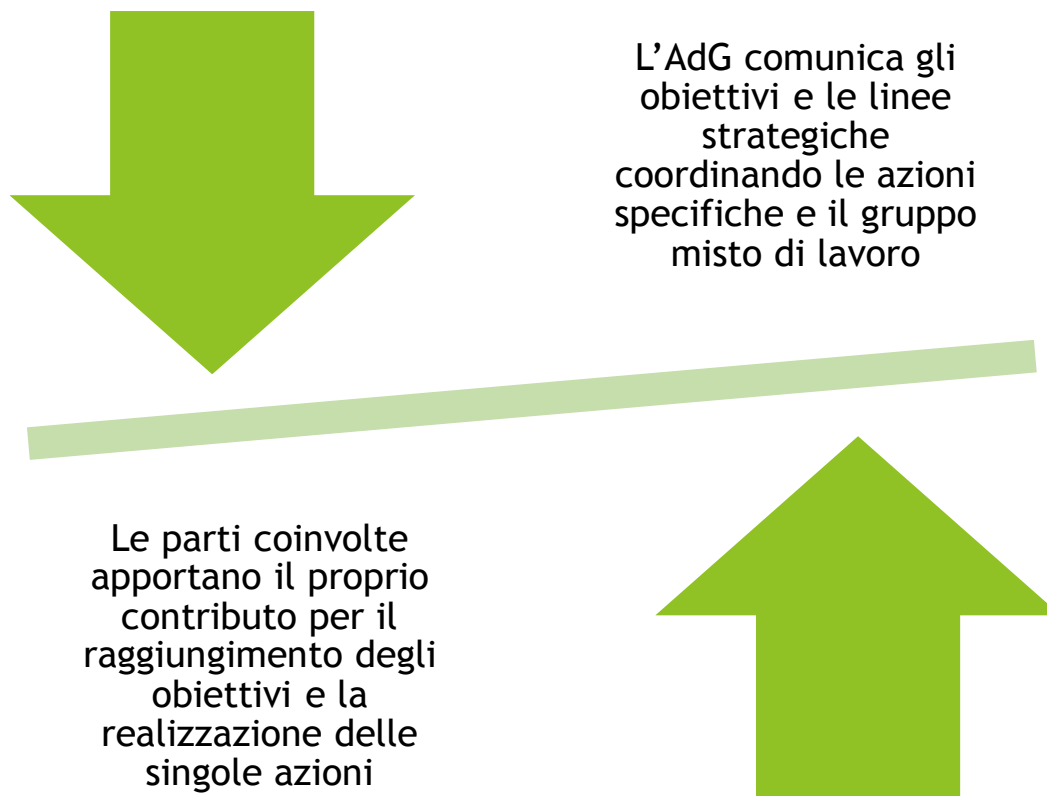 L’AdG comunica gli
obiettivi e le linee
strategiche
coordinando le azioni
specifiche e il gruppo
misto di lavoro
Le parti coinvolte
apportano il proprio
contributo per il
raggiungimento degli
obiettivi e la
realizzazione delle
singole azioni